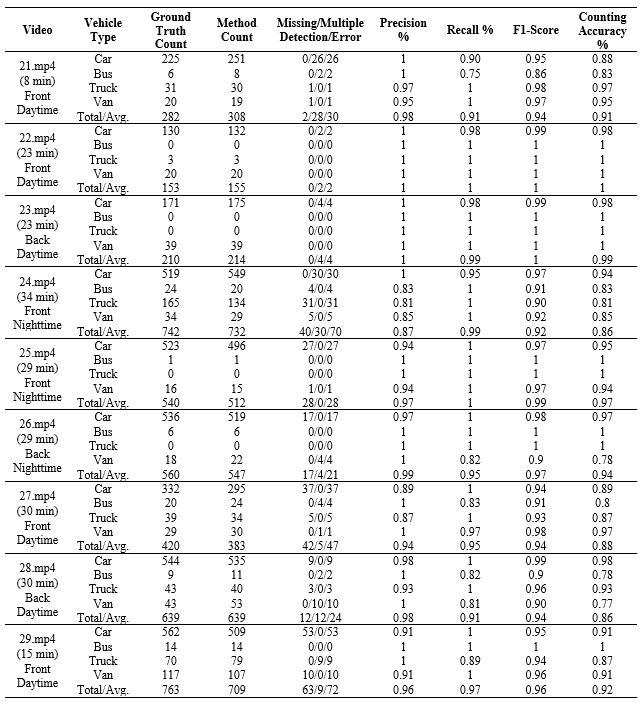 Video Vehicle Type Ground Truth Count Method Count Missing/Multiple Detection/Error Precision % Recall % F1-Score Counting Accuracy %
21.mp4 (8 min) Front Daytime
Car 225 251 0/26/26 1 0.90 0.95 0.88
Bus 6 8 0/2/2 1 0.75 0.86 0.83
Truck 31 30 1/0/1 0.97 1 0.98 0.97
Van 20 19 1/0/1 0.95 1 0.97 0.95
Total/Avg. 282 308 2/28/30 0.98 0.91 0.94 0.91
22.mp4 (23 min) Front Daytime
Car 130 132 0/2/2 1 0.98 0.99 0.98
Bus 0 0 0/0/0 1 1 1 1
Truck 3 3 0/0/0 1 1 1 1
Van 20 20 0/0/0 1 1 1 1
Total/Avg. 153 155 0/2/2 1 1 1 1
23.mp4 (23 min) Back Daytime
Car 171 175 0/4/4 1 0.98 0.99 0.98
Bus 0 0 0/0/0 1 1 1 1
Truck 0 0 0/0/0 1 1 1 1
Van 39 39 0/0/0 1 1 1 1
Total/Avg. 210 214 0/4/4 1 0.99 1 0.99
24.mp4 (34 min) Front Nighttime
Car 519 549 0/30/30 1 0.95 0.97 0.94
Bus 24 20 4/0/4 0.83 1 0.91 0.83
Truck 165 134 31/0/31 0.81 1 0.90 0.81
Van 34 29 5/0/5 0.85 1 0.92 0.85
Total/Avg. 742 732 40/30/70 0.87 0.99 0.92 0.86
25.mp4 (29 min) Front Nighttime
Car 523 496 27/0/27 0.94 1 0.97 0.95
Bus 1 1 0/0/0 1 1 1 1
Truck 0 0 0/0/0 1 1 1 1
Van 16 15 1/0/1 0.94 1 0.97 0.94
Total/Avg. 540 512 28/0/28 0.97 1 0.99 0.97
26.mp4 (29 min) Back Nighttime
Car 536 519 17/0/17 0.97 1 0.98 0.97
Bus 6 6 0/0/0 1 1 1 1
Truck 0 0 0/0/0 1 1 1 1
Van 18 22 0/4/4 1 0.82 0.9 0.78
Total/Avg. 560 547 17/4/21 0.99 0.95 0.97 0.94
27.mp4 (30 min) Front Daytime
Car 332 295 37/0/37 0.89 1 0.94 0.89
Bus 20 24 0/4/4 1 0.83 0.91 0.8
Truck 39 34 5/0/5 0.87 1 0.93 0.87
Van 29 30 0/1/1 1 0.97 0.98 0.97
Total/Avg. 420 383 42/5/47 0.94 0.95 0.94 0.88
28.mp4 (30 min) Back Daytime
Car 544 535 9/0/9 0.98 1 0.99 0.98
Bus 9 11 0/2/2 1 0.82 0.9 0.78
Truck 43 40 3/0/3 0.93 1 0.96 0.93
Van 43 53 0/10/10 1 0.81 0.90 0.77
Total/Avg. 639 639 12/12/24 0.98 0.91 0.94 0.86
29.mp4 (15 min) Front Daytime
Car 562 509 53/0/53 0.91 1 0.95 0.91
Bus 14 14 0/0/0 1 1 1 1
Truck 70 79 0/9/9 1 0.89 0.94 0.87
Van 117 107 10/0/10 0.91 1 0.96 0.91
Total/Avg. 763 709 63/9/72 0.96 0.97 0.96 0.92